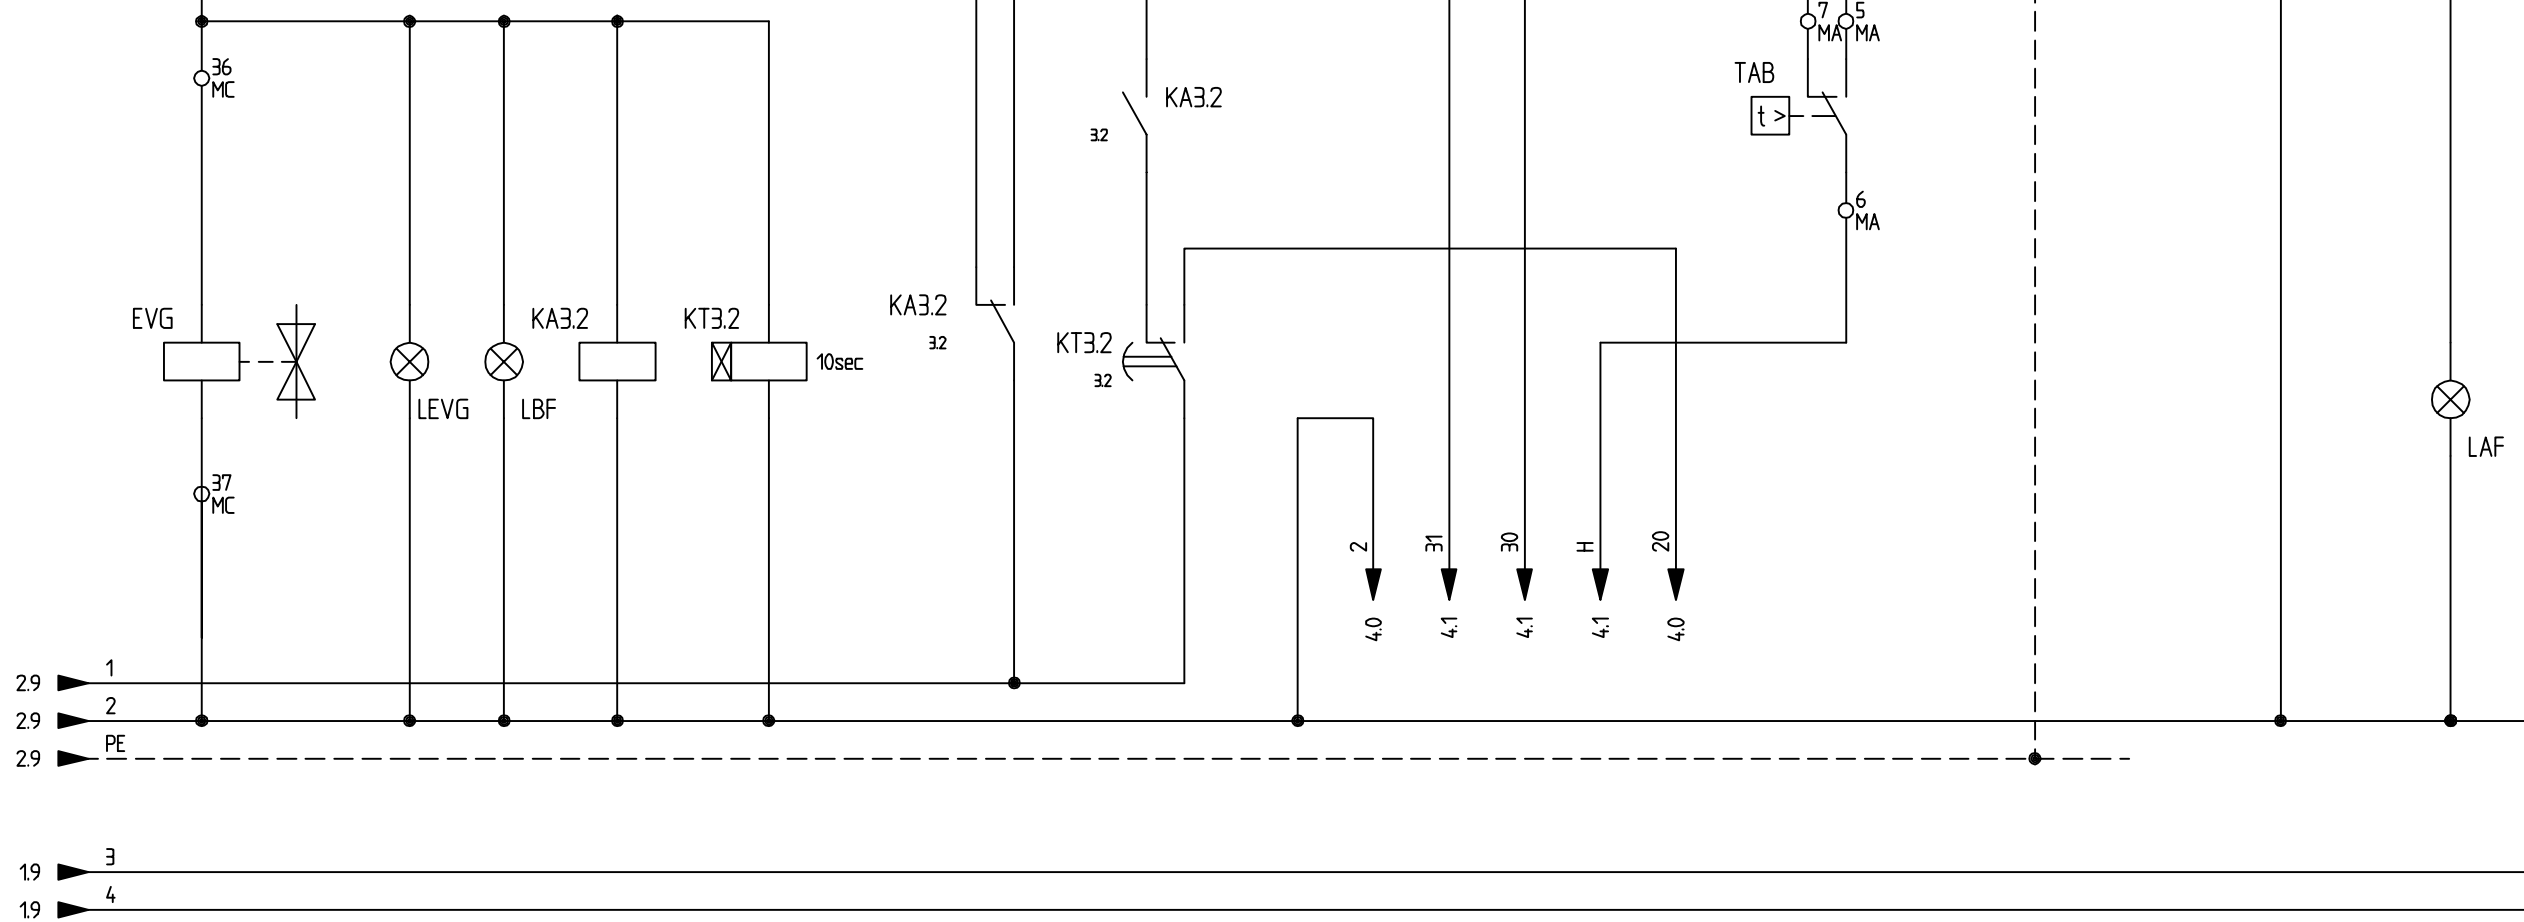 7
MA
5
MA
36
MC
TAB
KA3.2
3.2
t >
6
MA
EVG
KA3.2
KT3.2
KA3.2
3.2
KT3.2
3.2
10sec
LEVG
LBF
LAF
37
MC
2
31
30
H
20
4.0
4.1
4.1
4.1
4.0
1
2.9
2
2.9
PE
2.9
3
1.9
4
1.9